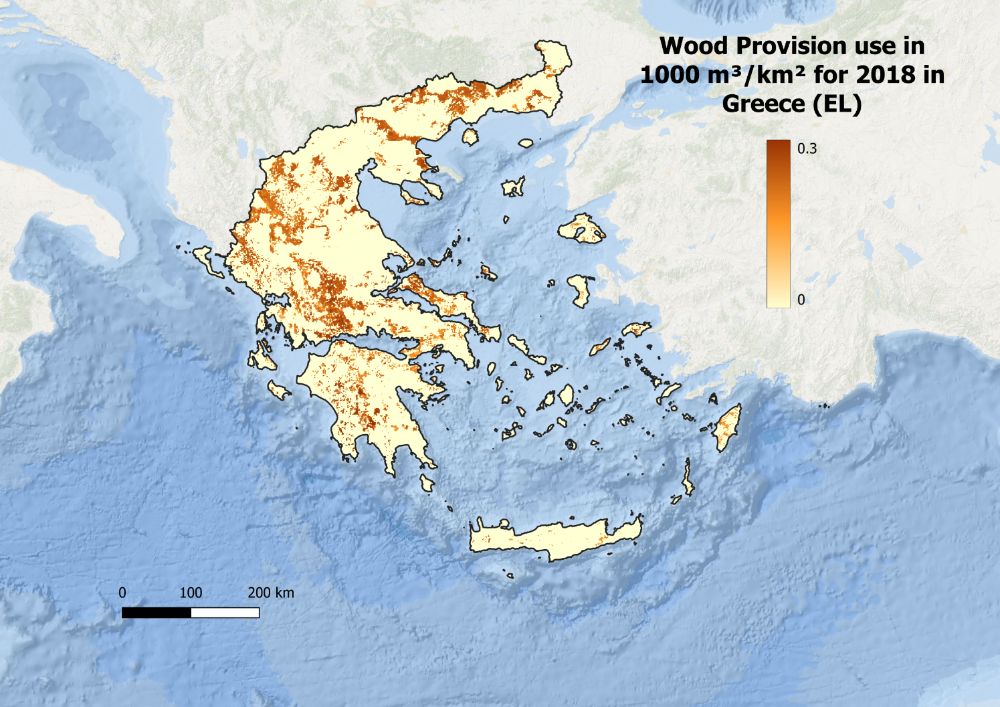 Wood Provision use in
1000 m³/km² for 2018 in
Greece (EL)
0.3
0
0 100 200 km